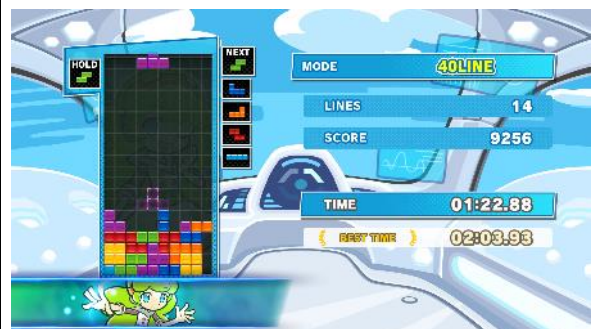 HOLD
NEXT
MODE 40LINE
LINES 14
SCORE 9256
TIME 01:22.88
BEST TIME 02:03.93